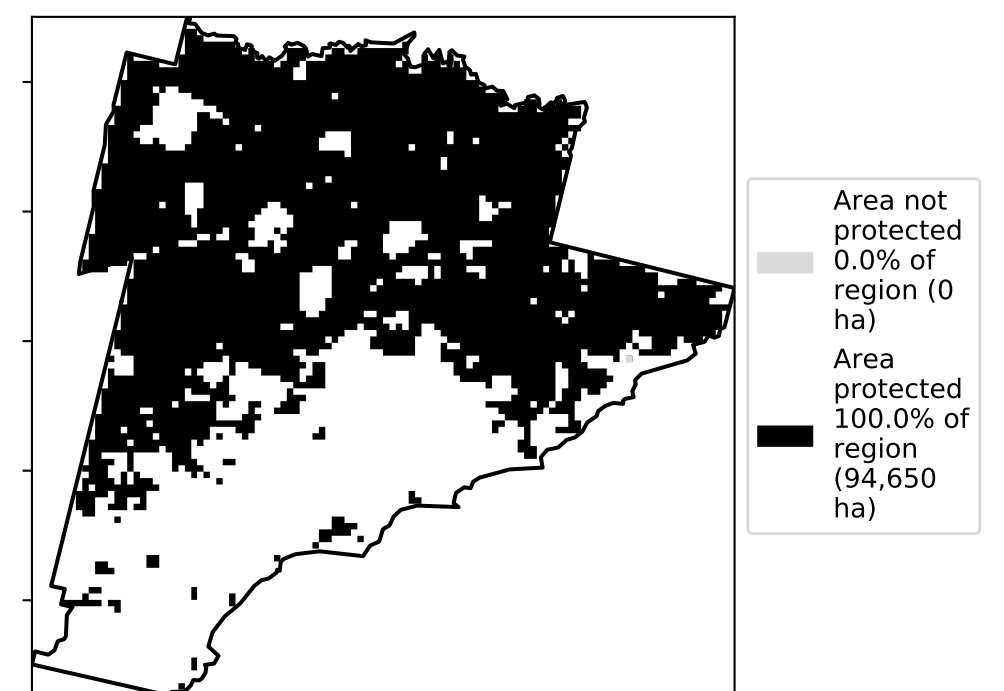 Area not
protected
0.0% of
region (0
ha)
Area
protected
100.0% of
region
(94,650
ha)